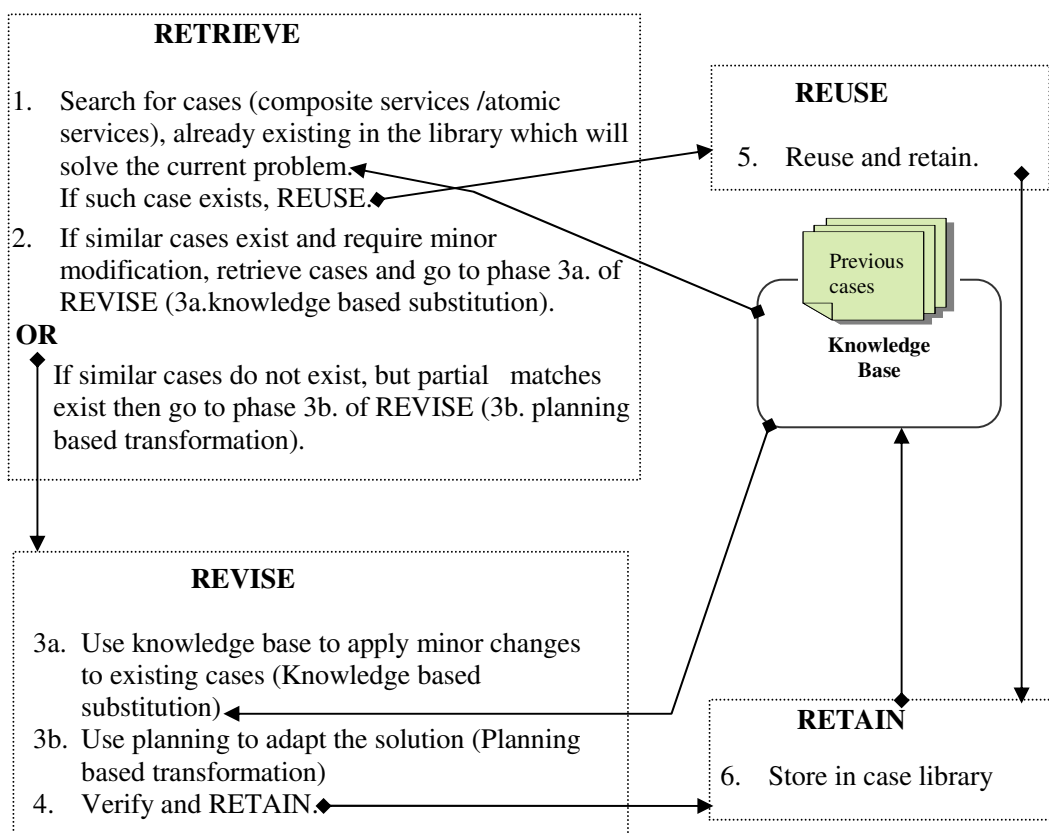 RETRIEVE
1. Search for cases (composite services /atomic
services), already existing in the library which will
solve the current problem.
If such case exists, REUSE.
2. If similar cases exist and require minor
modification, retrieve cases and go to phase 3a. of
REVISE (3a.knowledge based substitution).
OR
If similar cases do not exist, but partial matches
exist then go to phase 3b. of REVISE (3b. planning
based transformation).
REUSE
5. Reuse and retain.
Previous
cases
Knowledge
Base
REVISE
3a. Use knowledge base to apply minor changes
to existing cases (Knowledge based
substitution)
3b. Use planning to adapt the solution (Planning
based transformation)
4. Verify and RETAIN.
RETAIN
6. Store in case library